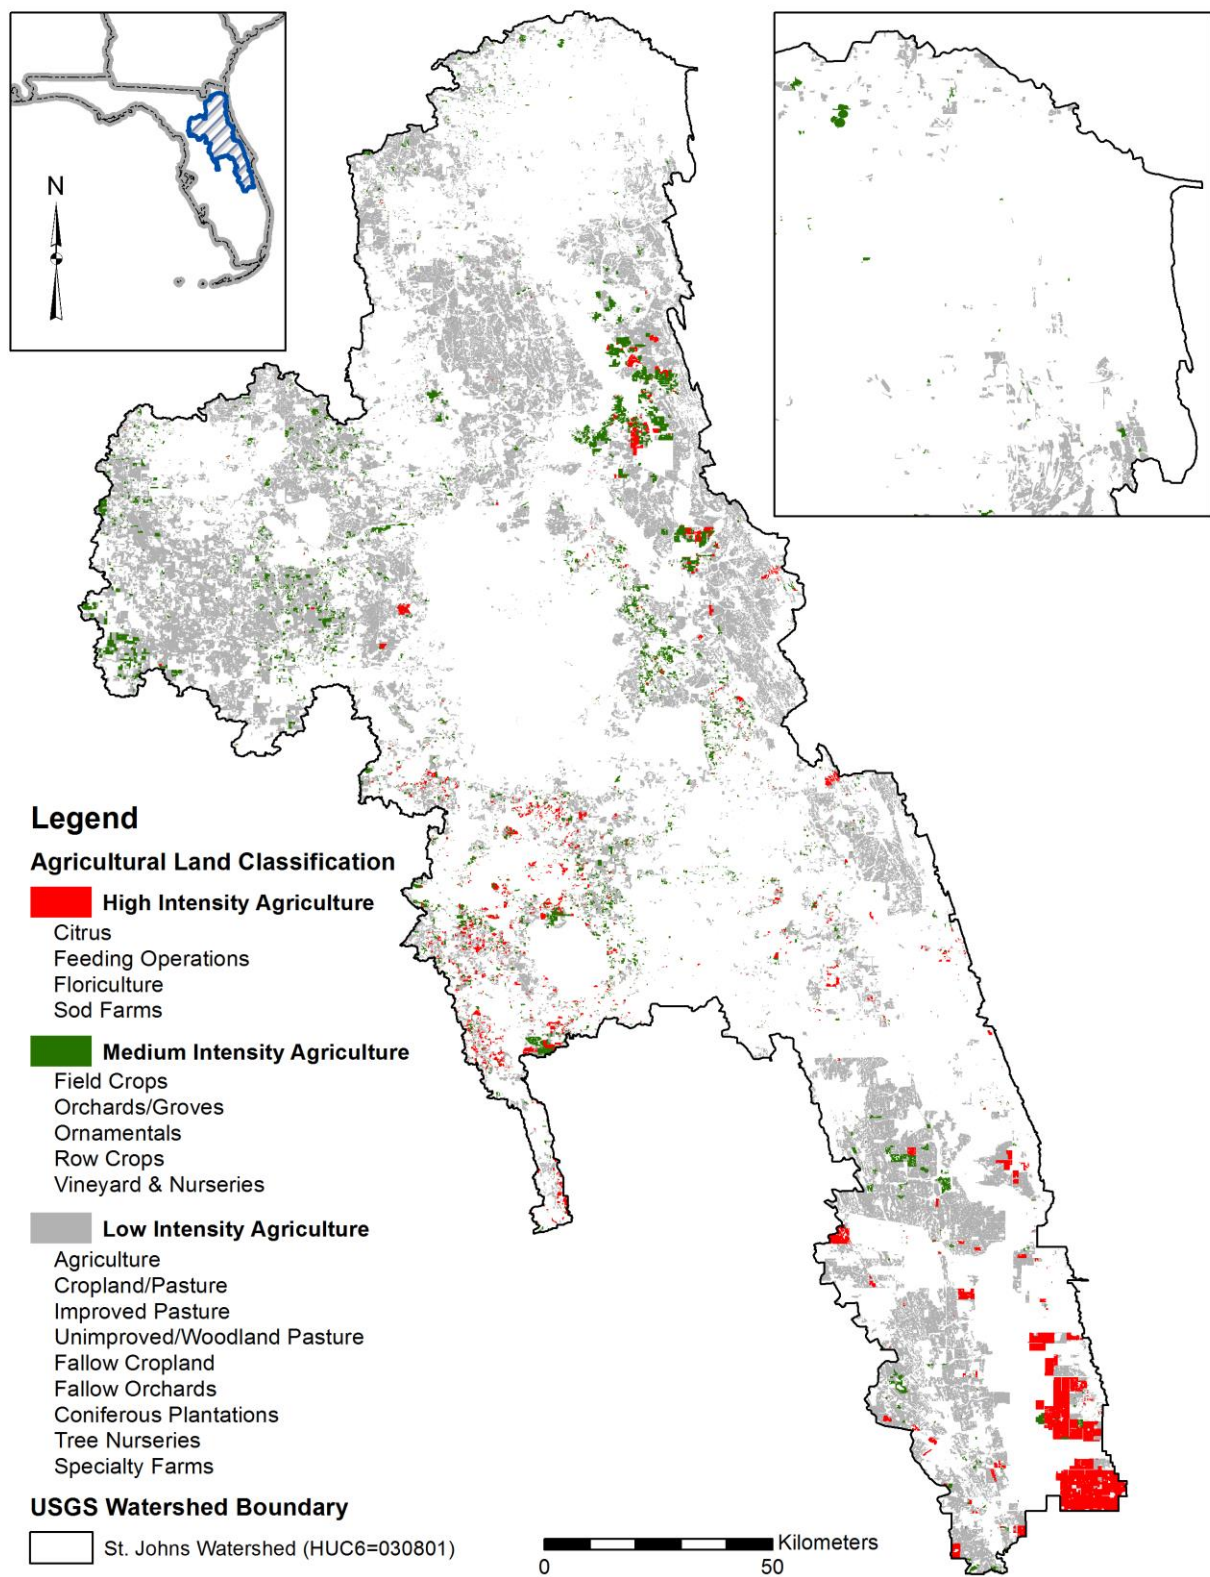 N
Legend
Agricultural Land Classification
High Intensity Agriculture
Citrus
Feeding Operations
Floriculture
Sod Farms
Medium Intensity Agriculture
Field Crops
Orchards/Groves
Ornamentals
Row Crops
Vineyard & Nurseries
Low Intensity Agriculture
Agriculture
Cropland/Pasture
Improved Pasture
Unimproved/Woodland Pasture
Fallow Cropland
Fallow Orchards
Coniferous Plantations
Tree Nurseries
Specialty Farms
USGS Watershed Boundary
St. Johns Watershed (HUC6=030801)
Kilometers
0 50